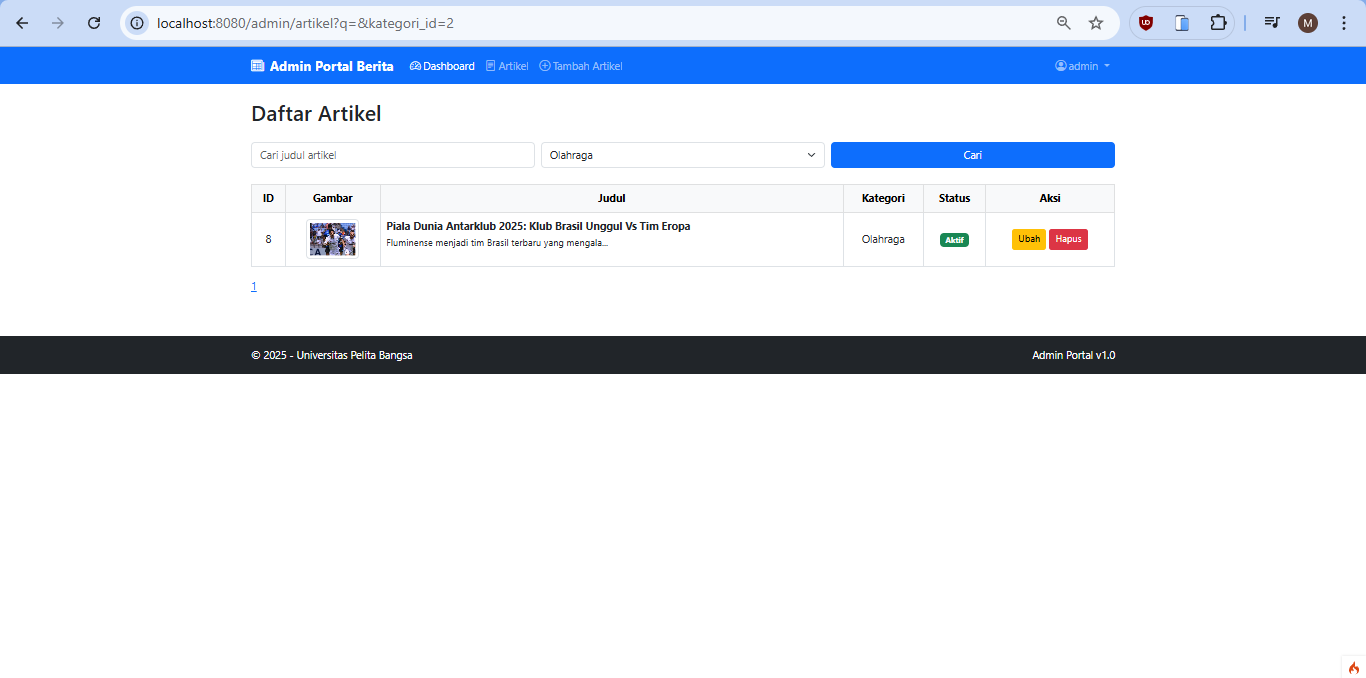 localhost:8080/admin/artikel?q=&kategori_id=2
M
Admin Portal Berita Dashboard Artikel Tambah Artikel admin
Daftar Artikel
Cari judul artikel Olahraga Cari
ID Gambar Judul Kategori Status Aksi
8 Piala Dunia Antarklub 2025: Klub Brasil Unggul Vs Tim Eropa Olahraga Aktif Ubah Hapus
Fluminense menjadi tim Brasil terbaru yang mengala...
1
© 2025 - Universitas Pelita Bangsa Admin Portal v1.0